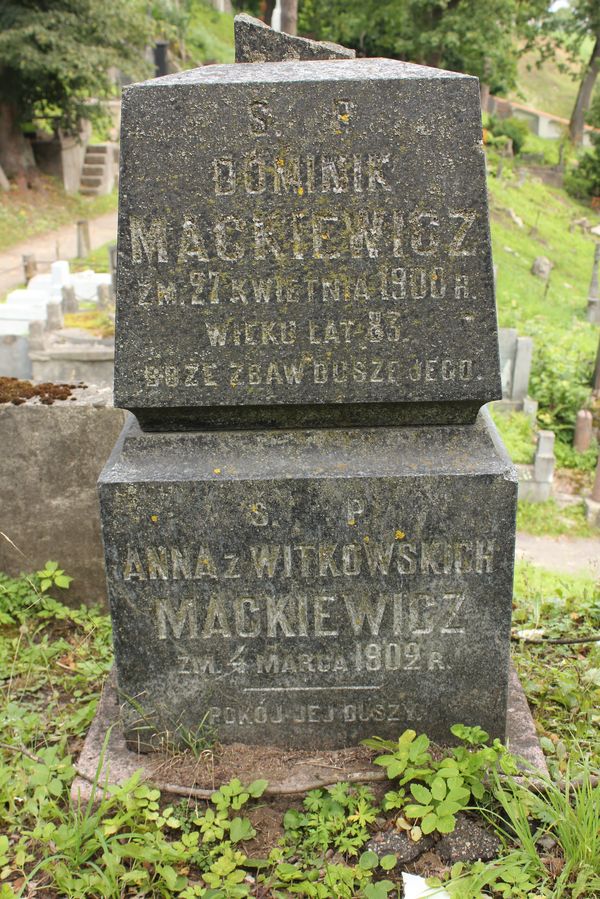 S. P.
DOMINIK
MACKIEWICZ
ZM. 27 KWIETNIA 1900 R.
WIEKU LAT 83.
BOŻE ZBAW DUSZE JEGO.
S. P.
ANNA z WITKOWSKICH
MACKIEWICZ
ZM. 4 MARCA 1802 R.
POKÓJ JEJ DUSZY.